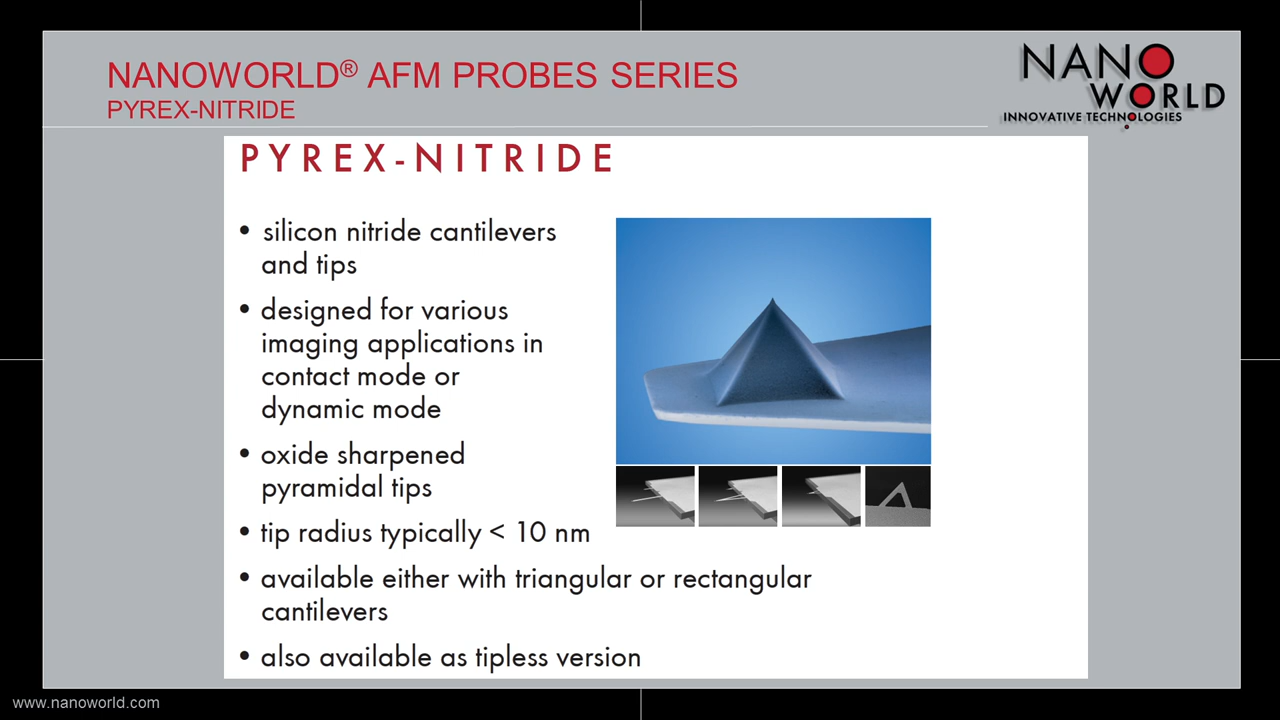 NANOWORLD® AFM PROBES SERIES
PYREX-NITRIDE
NANO
WORLD
INNOVATIVE TECHNOLOGIES
PYREX-NITRIDE
• silicon nitride cantilevers
and tips
• designed for various
imaging applications in
contact mode or
dynamic mode
• oxide sharpened
pyramidal tips
• tip radius typically < 10 nm
• available either with triangular or rectangular
cantilevers
• also available as tipless version
www.nanoworld.com